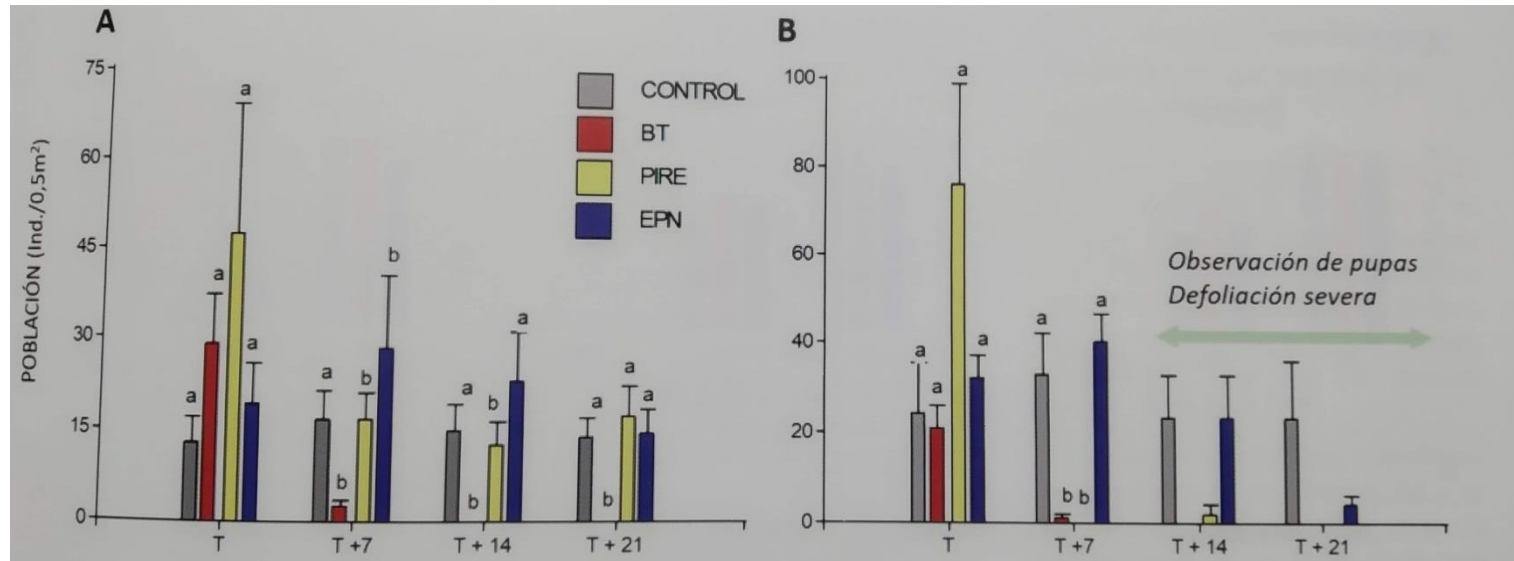 A
75
60
45
30
15
0
POBLACIÓN (Ind./0,5m²)
a
a
a
a
a
b
b
b
a
b
b
a
a
b
a
a
T
T +7
T + 14
T + 21
CONTROL
BT
PIRE
EPN
B
100
80
60
40
20
0
a
a
a
a
a
b
b
a
Observación de pupas
Defoliación severa
T
T +7
T + 14
T + 21